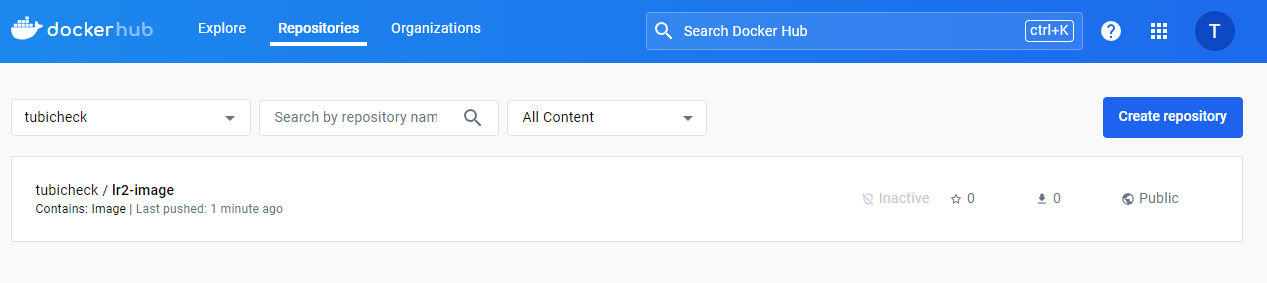 dockerhub Explore Repositories Organizations Search Docker Hub ctrl+K ? T
tubicheck Search by repository nam All Content Create repository
tubicheck / lr2-image Inactive 0 0 Public
Contains: Image | Last pushed: 1 minute ago